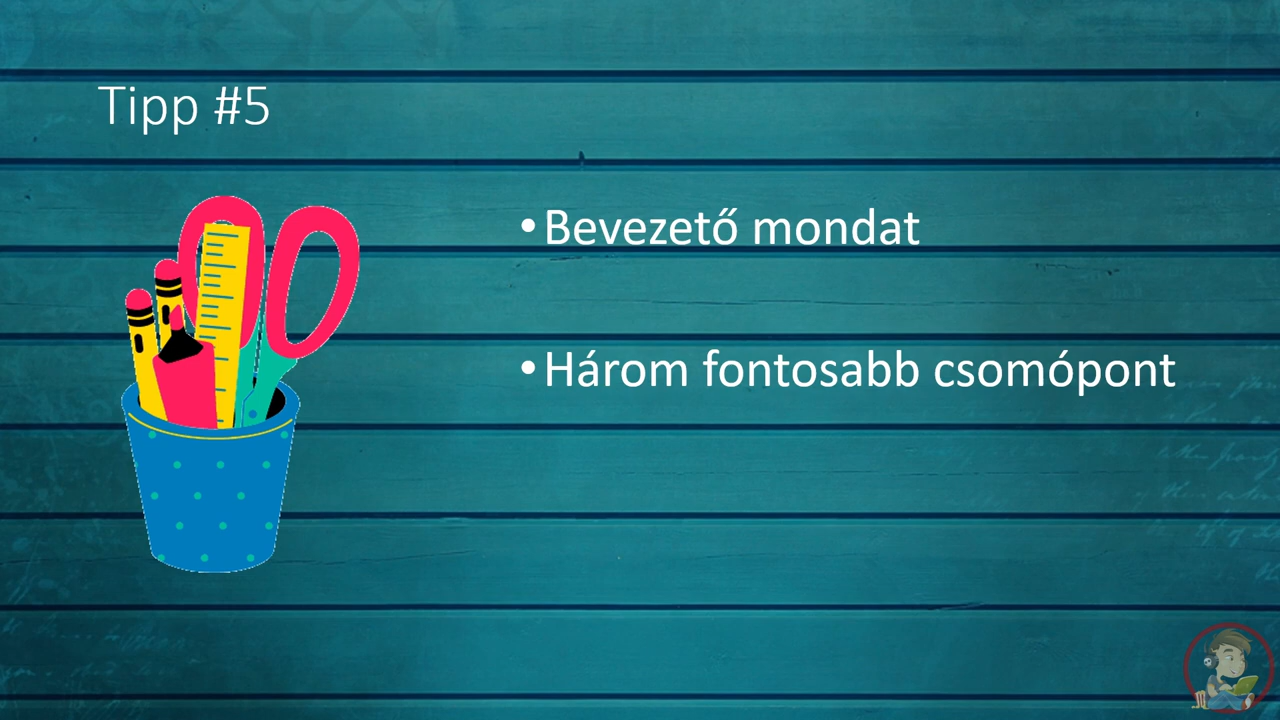 Tipp #5
•Bevezető mondat
•Három fontosabb csomópont